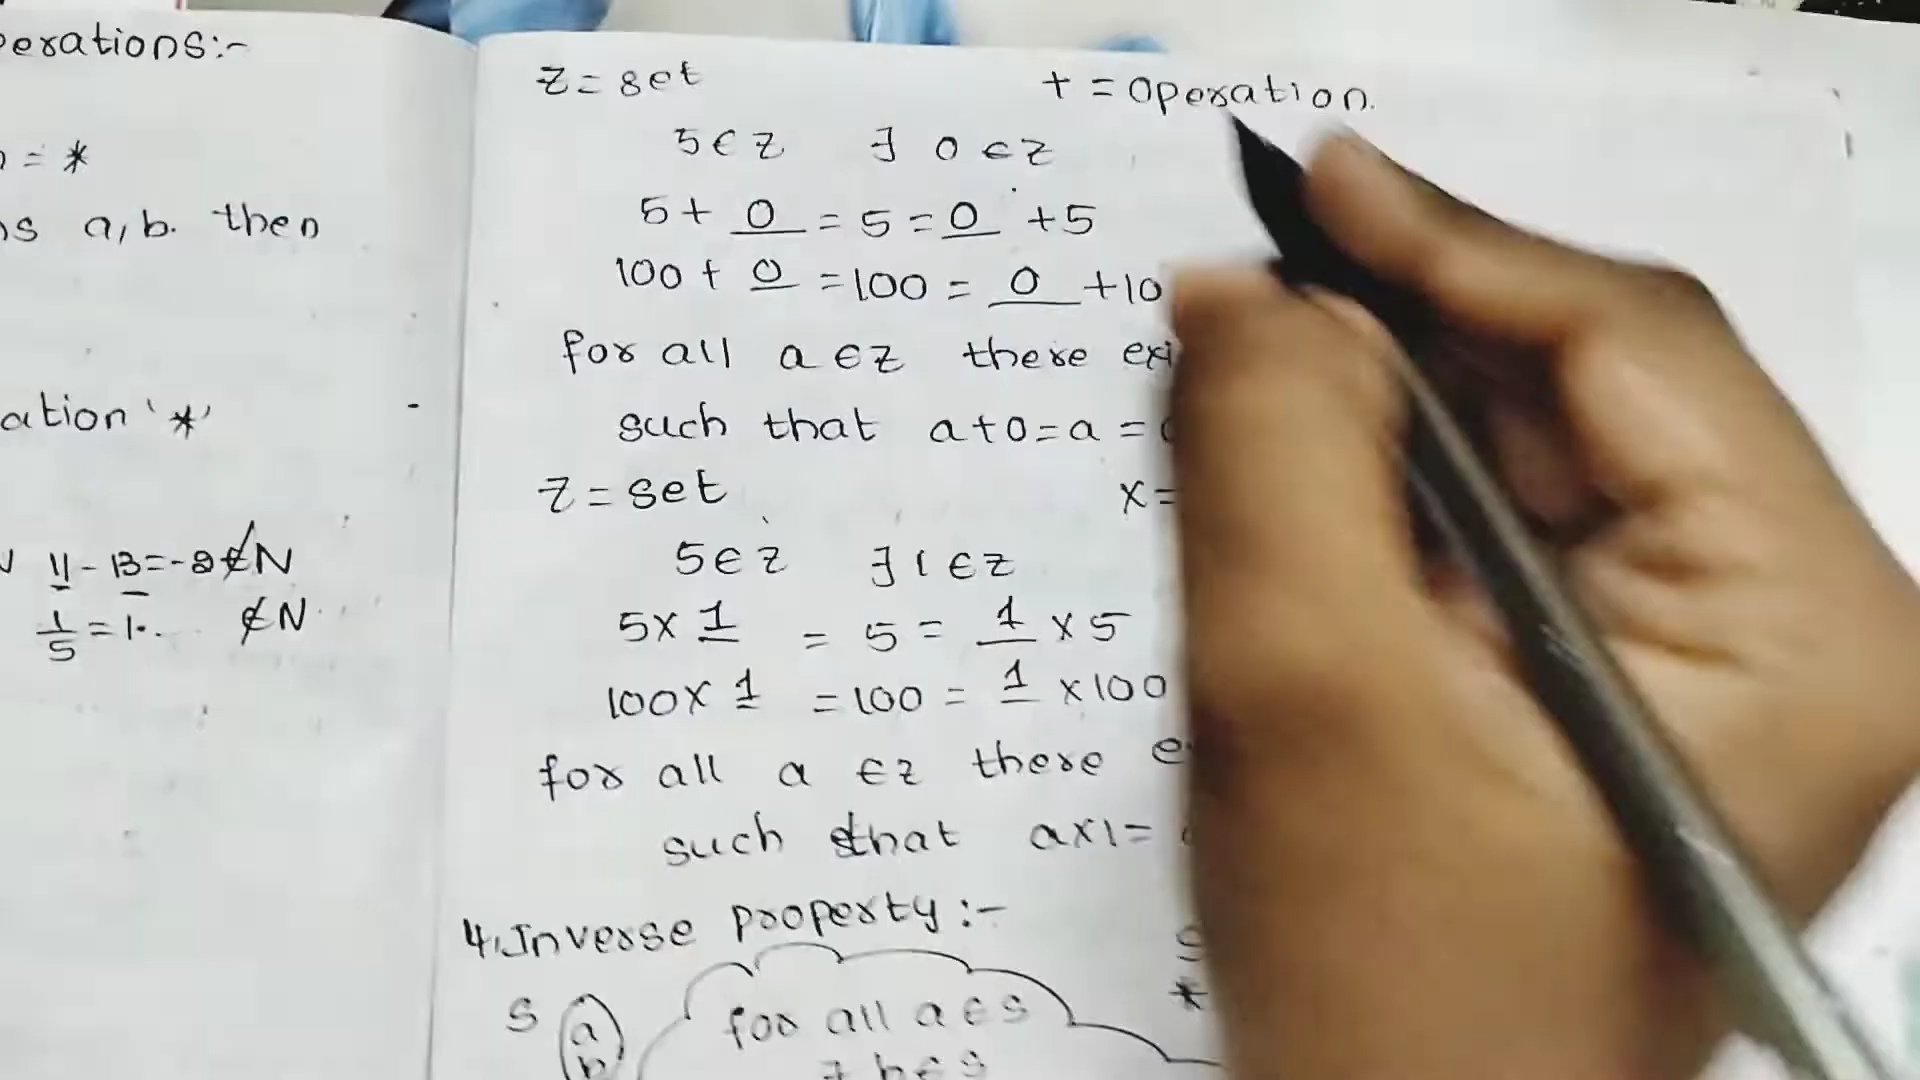 erations:-
= *
a, b. then
ation '*'
11 - 13 = -2 ∉ N
1/5 = 1.. ∉ N
Z = set + = Operation.
5 ∈ Z ∃ 0 ∈ Z
5 + 0 = 5 = 0 + 5
100 + 0 = 100 = 0 + 10
for all a ∈ Z there exi
such that a + 0 = a =
Z = set x =
5 ∈ Z ∃ 1 ∈ Z
5 x 1 = 5 = 1 x 5
100 x 1 = 100 = 1 x 100
for all a ∈ Z there e
such that a x 1 =
4. Inverse property :-
S a for all a ∈ S *
b ∃ b ∈ S